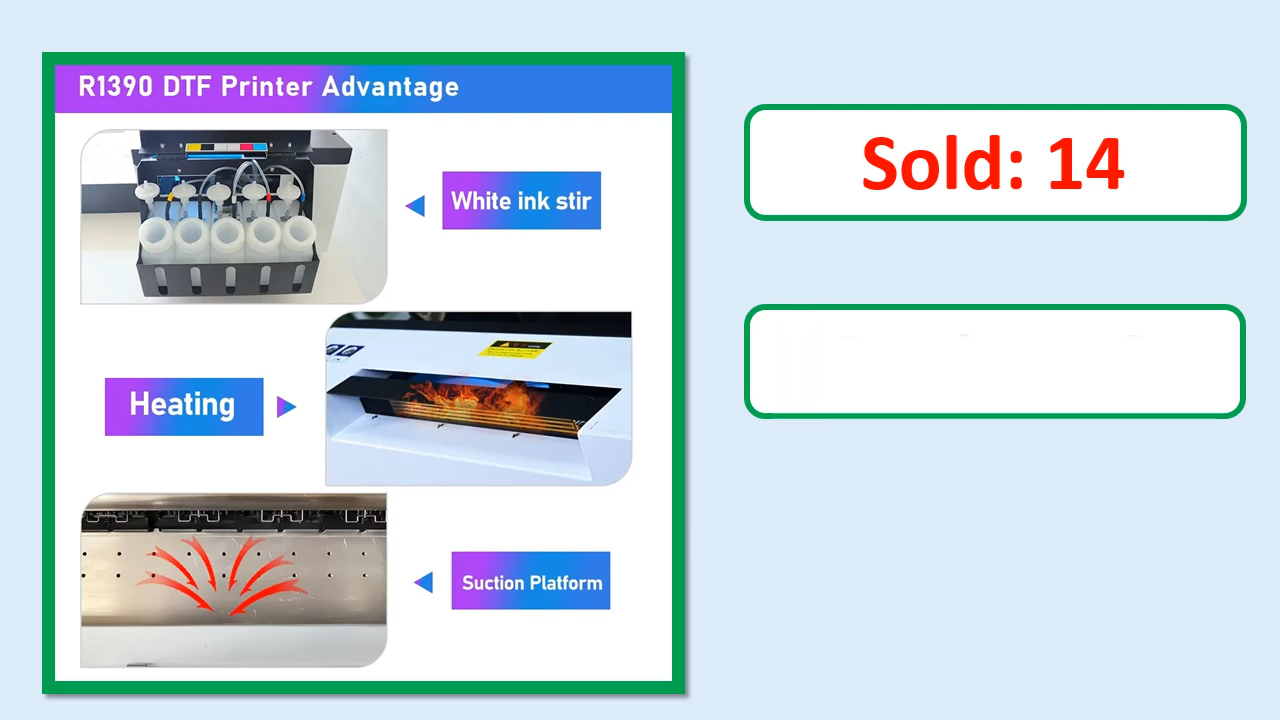 R1390 DTF Printer Advantage
White ink stir
Heating
Suction Platform
Sold: 14